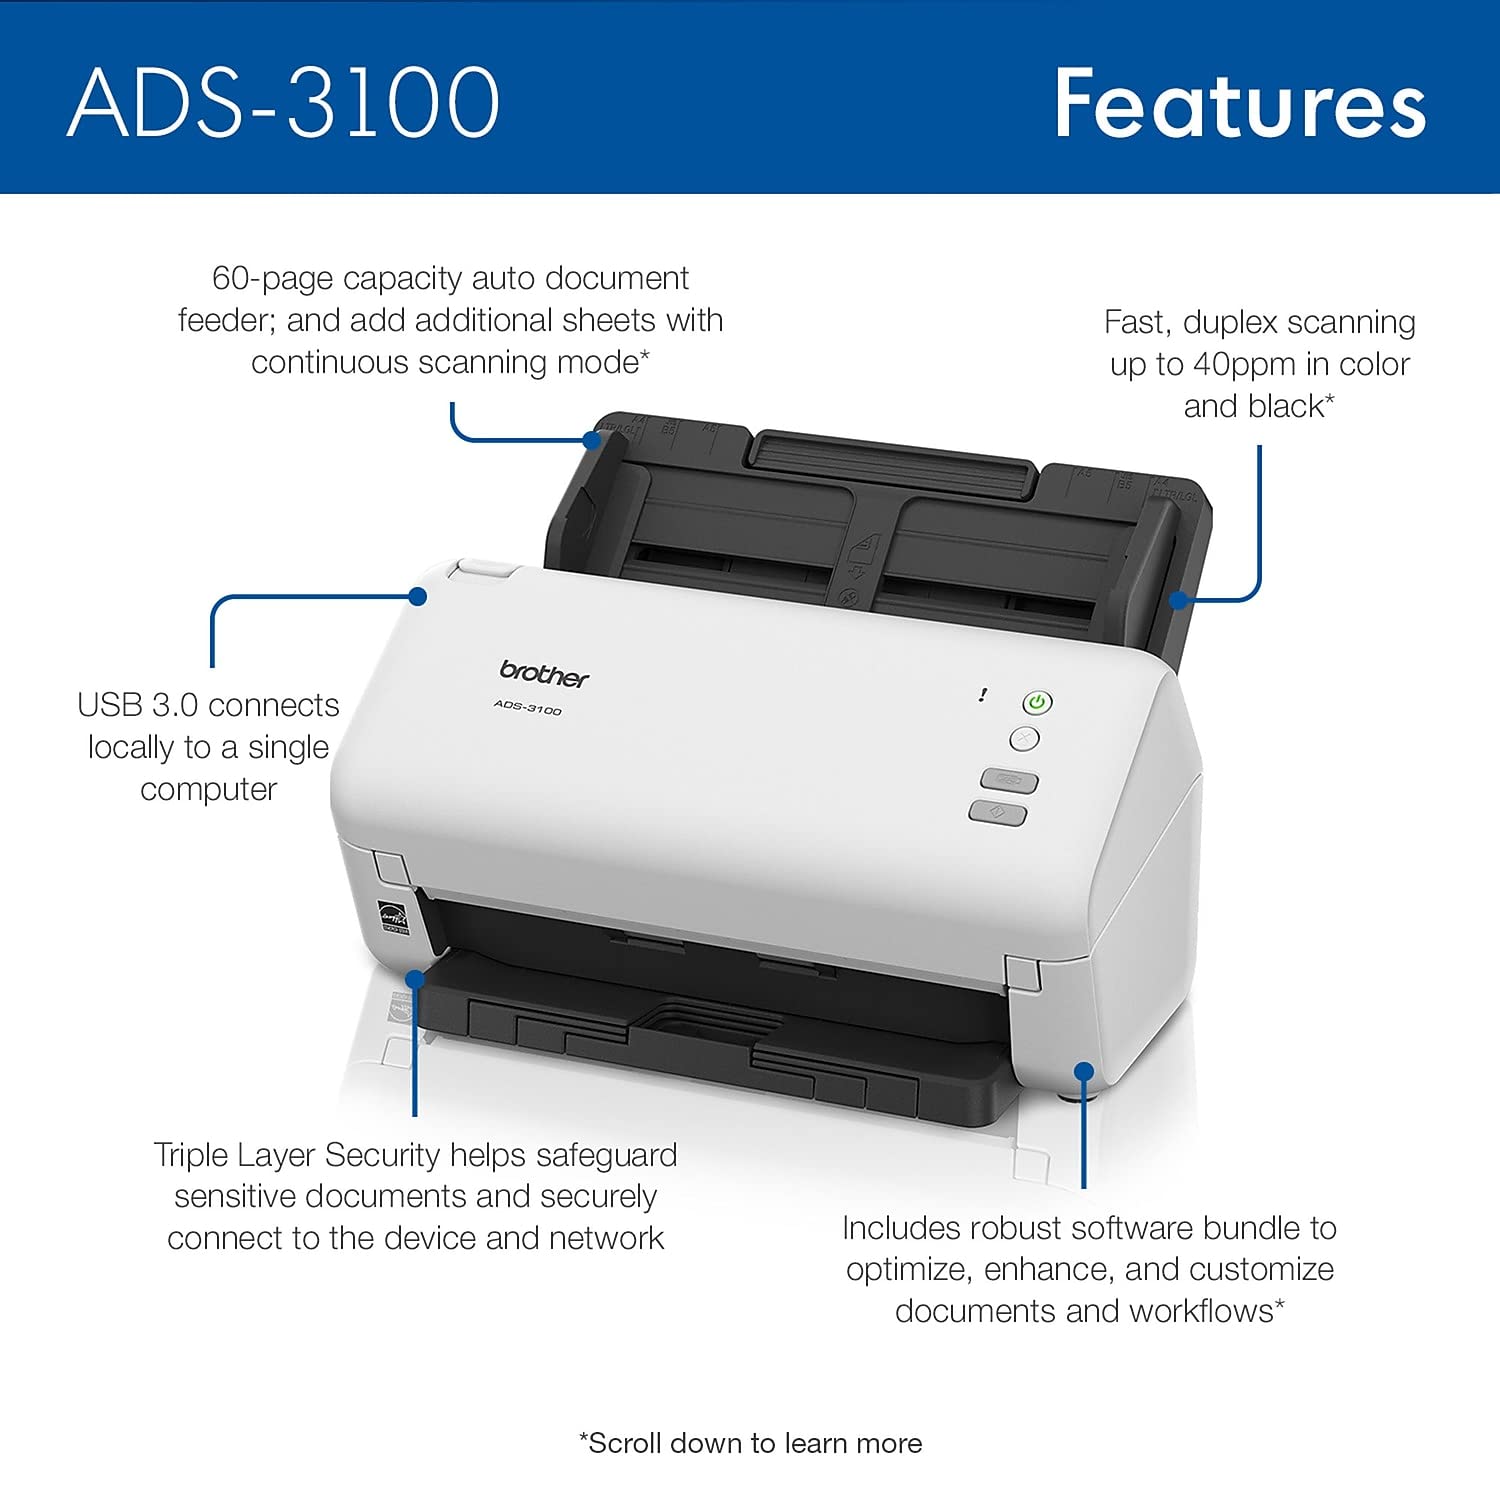 ADS-3100
Features
60-page capacity auto document
feeder; and add additional sheets with
continuous scanning mode*
Fast, duplex scanning
up to 40ppm in color
and black*
USB 3.0 connects
locally to a single
computer
brother
ADS-3100
!
Triple Layer Security helps safeguard
sensitive documents and securely
connect to the device and network
Includes robust software bundle to
optimize, enhance, and customize
documents and workflows*
*Scroll down to learn more